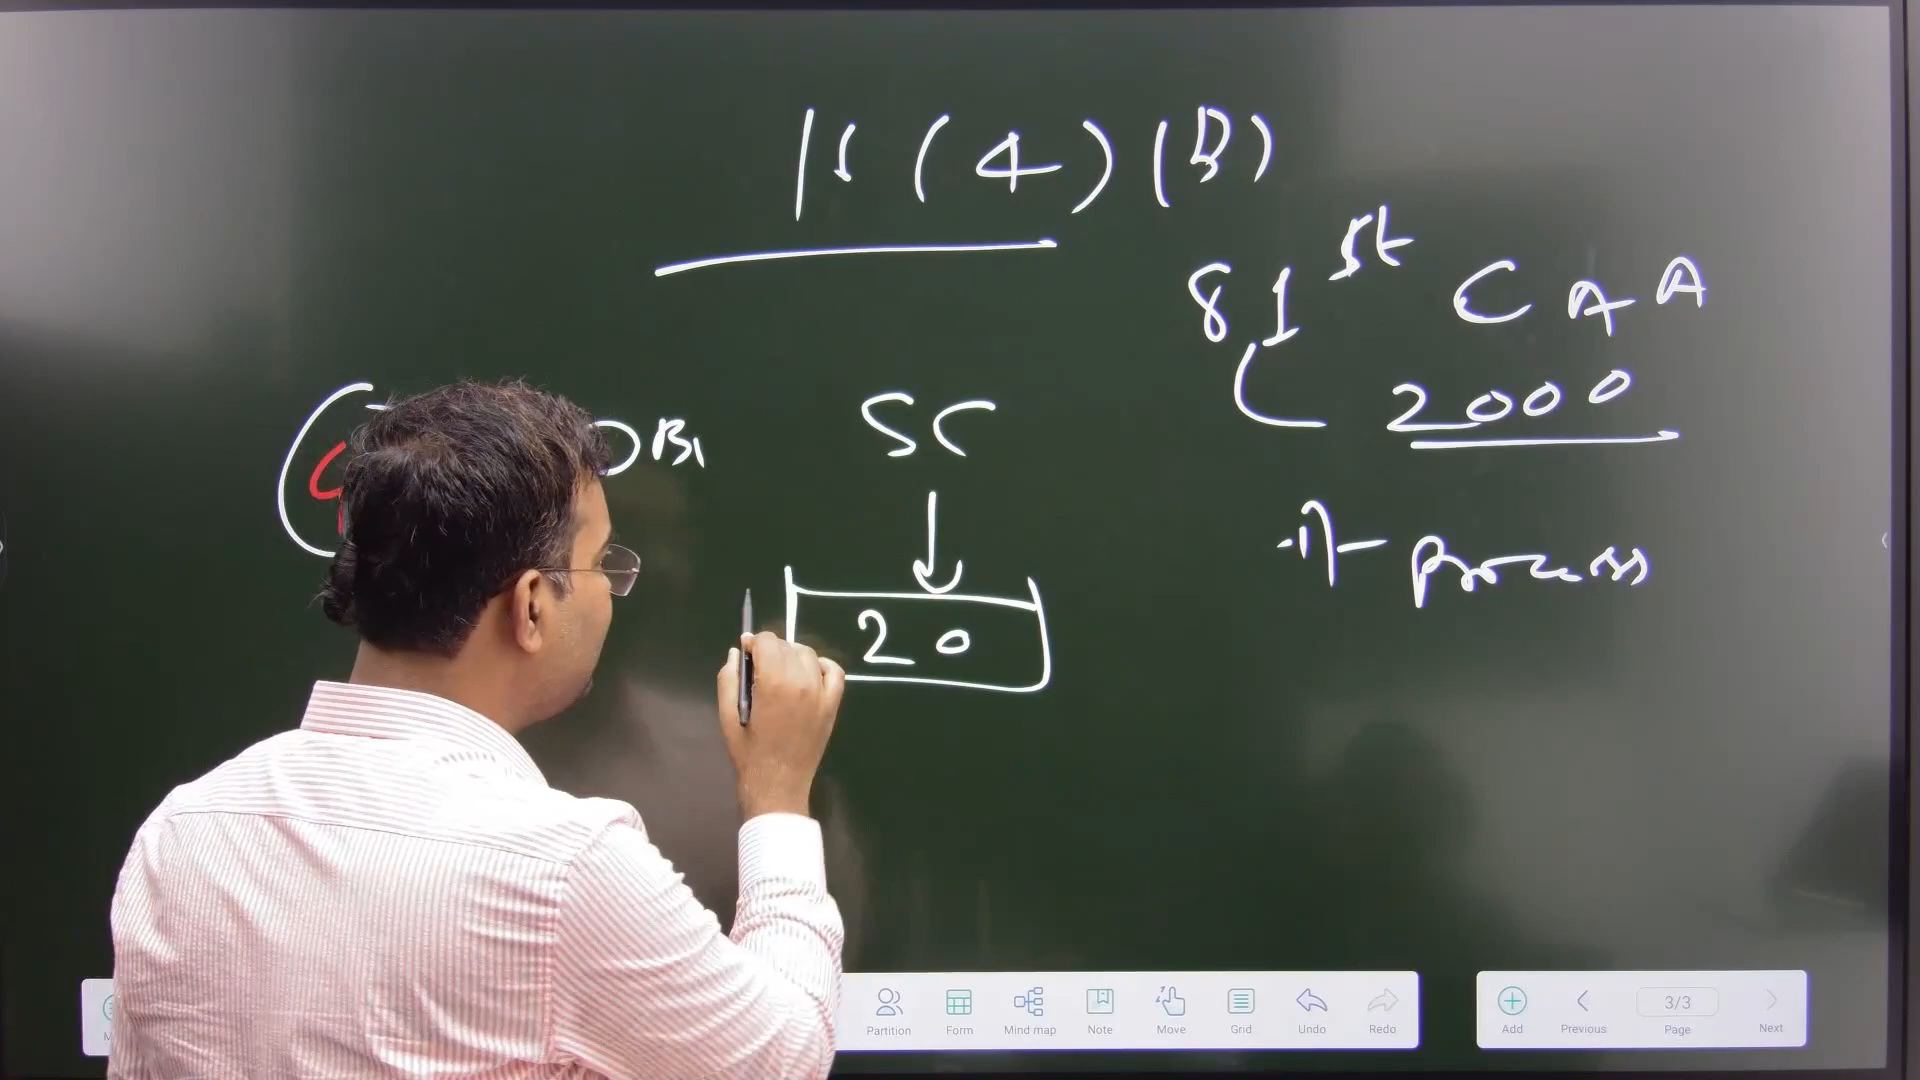 (4)(B)
81st CAA
2000
SC
20
process
Partition Form Mind map Note Move Grid Undo Redo
Add Previous 3/3 Page Next